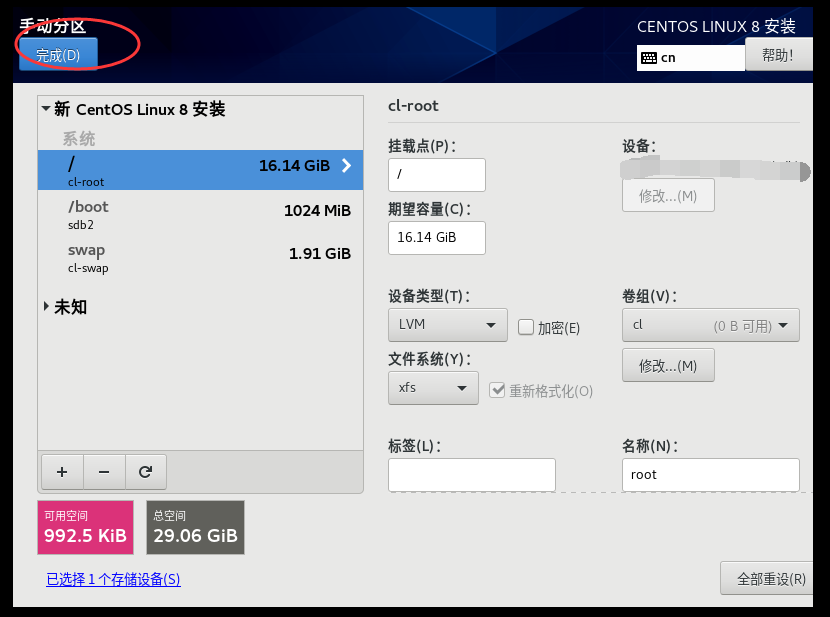 手动分区
CENTOS LINUX 8 安装
完成(D)
cn
帮助！
新 CentOS Linux 8 安装
系统
/
16.14 GiB
cl-root
/boot
1024 MiB
sdb2
swap
1.91 GiB
cl-swap
未知
+
−
可用空间
992.5 KiB
总空间
29.06 GiB
已选择 1 个存储设备(S)
cl-root
挂载点(P)：
设备：
/
修改...(M)
期望容量(C)：
16.14 GiB
设备类型(T)：
卷组(V)：
LVM
加密(E)
cl
(0 B 可用)
文件系统(Y)：
修改...(M)
xfs
重新格式化(O)
标签(L)：
名称(N)：
root
全部重设(R)